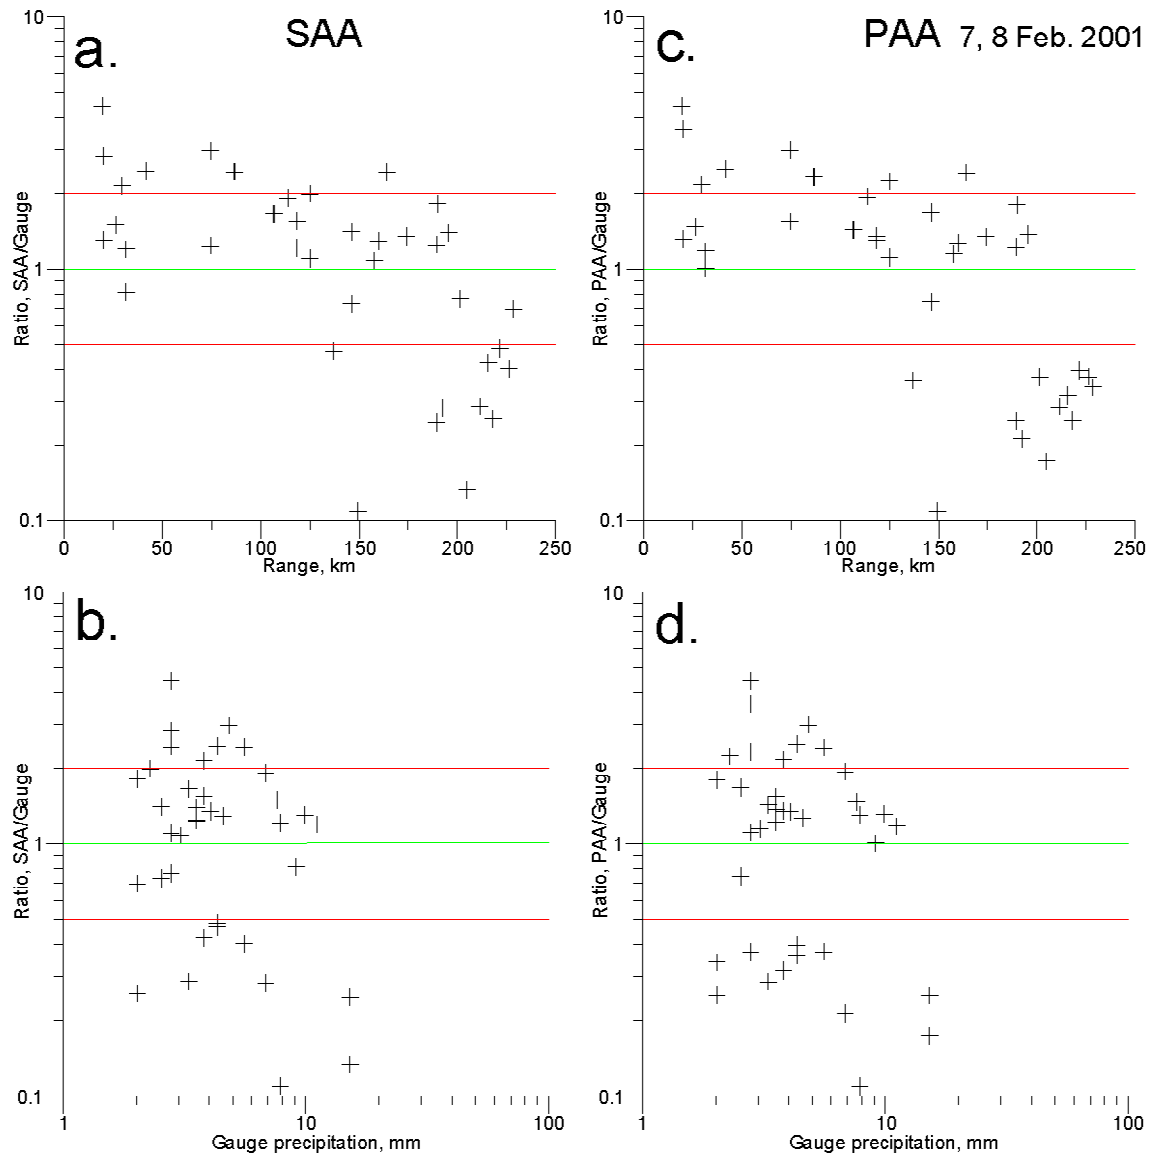 SAA
PAA 7, 8 Feb. 2001
a.
c.
10
10
Ratio, SAA/Gauge
Ratio, PAA/Gauge
1
1
0.1
0.1
0 50 100 150 200 250
0 50 100 150 200 250
Range, km
Range, km
b.
d.
10
10
Ratio, SAA/Gauge
Ratio, PAA/Gauge
1
1
0.1
0.1
1 10 100
1 10 100
Gauge precipitation, mm
Gauge precipitation, mm